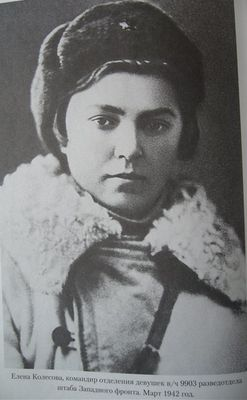 Елена Колесова, командир отделения девушек в/ч 9903 разведотдела
штаба Западного фронта. Март 1942 год.